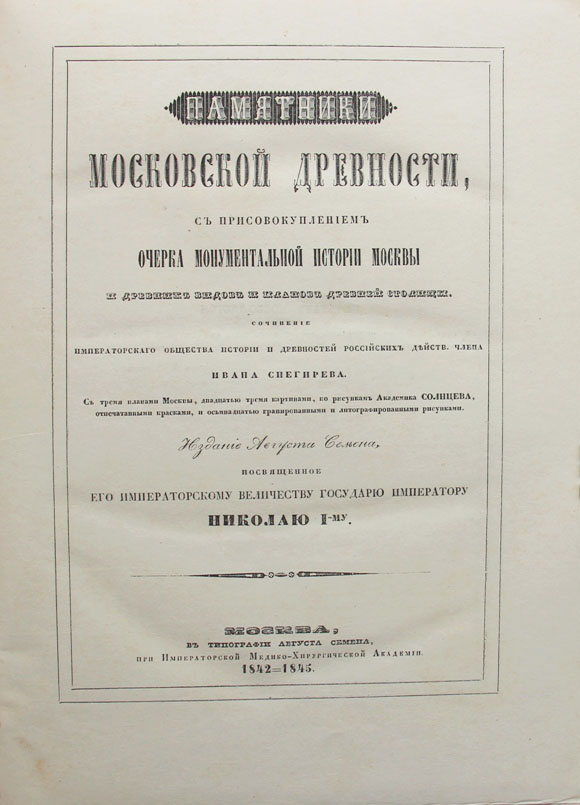 ПАМЯТНИКИ
МОСКОВСКОЙ ДРЕВНОСТИ,
СЪ ПРИСОВОКУПЛЕНІЕМЪ
ОЧЕРКА МОНУМЕНТАЛЬНОЙ ИСТОРІИ МОСКВЫ
И ДРЕВНИХЪ ВИДОВЪ И ПЛАНОВЪ ДРЕВНЕЙ СТОЛИЦЫ.
СОЧИНЕНІЕ
ИМПЕРАТОРСКАГО ОБЩЕСТВА ИСТОРІИ И ДРЕВНОСТЕЙ РОССІЙСКИХЪ ДѢЙСТВ. ЧЛЕНА
ИВАНА СНЕГИРЕВА.
Съ тремя планами Москвы, двадцатью тремя картинами, по рисункамъ Академика СОЛНЦЕВА,
отпечатанными красками, и осьмнадцатью гравированными и литографированными рисунками.
Изданіе Августа Семена,
ПОСВЯЩЕННОЕ
ЕГО ИМПЕРАТОРСКОМУ ВЕЛИЧЕСТВУ ГОСУДАРЮ ИМПЕРАТОРУ
НИКОЛАЮ I-МУ.
МОСКВА,
ВЪ ТИПОГРАФІИ АВГУСТА СЕМЕНА,
ПРИ ИМПЕРАТОРСКОЙ МЕДИКО-ХИРУРГИЧЕСКОЙ АКАДЕМІИ.
1842=1845.